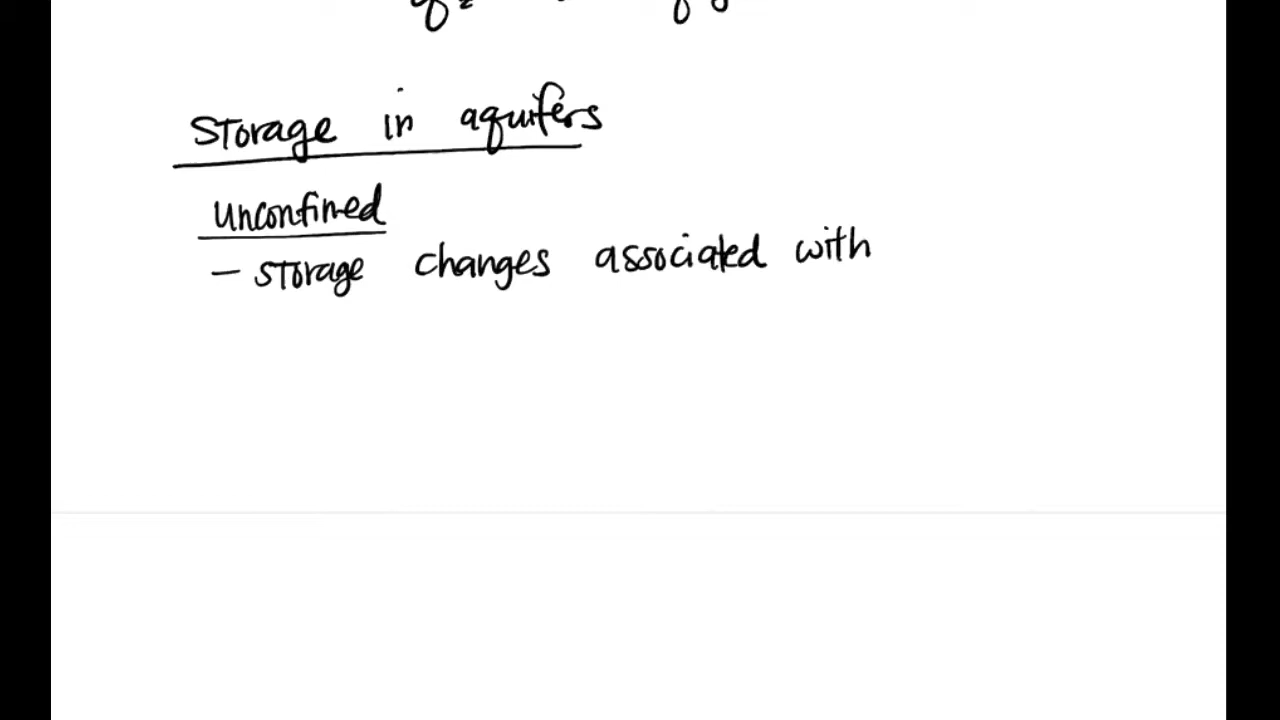 Storage in aquifers
unconfined
- storage changes associated with